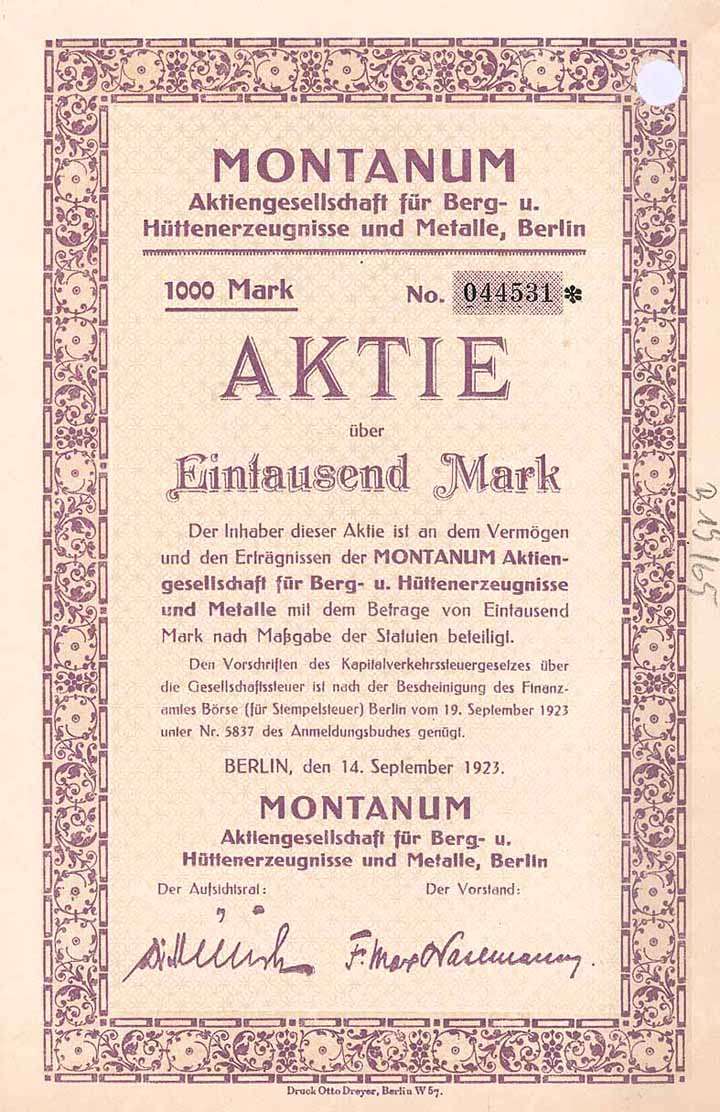 MONTANUM
Aktiengesellschaft für Berg- u.
Hüttenerzeugnisse und Metalle, Berlin
1000 Mark
No. 044531 *
AKTIE
über
Eintausend Mark
Der Inhaber dieser Aktie ist an dem Vermögen
und den Erträgnissen der MONTANUM Aktien-
gesellschaft für Berg- u. Hüttenerzeugnisse
und Metalle mit dem Betrage von Eintausend
Mark nach Maßgabe der Statuten beteiligt.
Den Vorschriften des Kapitalverkehrssteuergesetzes über
die Gesellschaftssteuer ist nach der Bescheinigung des Finanz-
amtes Börse (für Stempelsteuer) Berlin vom 19. September 1923
unter Nr. 5837 des Anmeldungsbuches genügt.
BERLIN, den 14. September 1923.
MONTANUM
Aktiengesellschaft für Berg- u.
Hüttenerzeugnisse und Metalle, Berlin
Der Aufsichtsrat:
Der Vorstand:
F. Max
Druck Otto Dreyer, Berlin W 57.